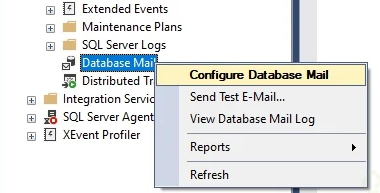 Extended Events
Maintenance Plans
SQL Server Logs
Database Mail
Distributed Tra
Integration Servic
SQL Server Agent
XEvent Profiler
Configure Database Mail
Send Test E-Mail...
View Database Mail Log
Reports
Refresh